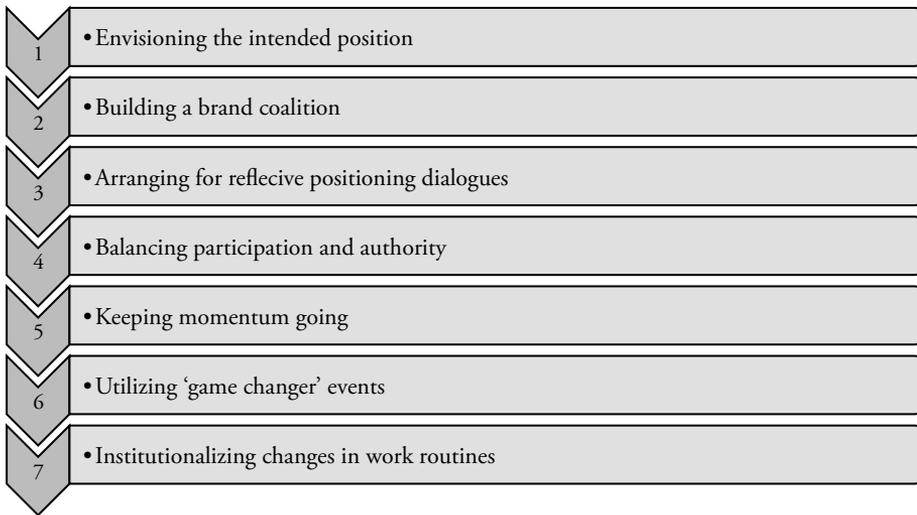 1
•Envisioning the intended position
2
•Building a brand coalition
3
•Arranging for reflecive positioning dialogues
4
•Balancing participation and authority
5
•Keeping momentum going
6
•Utilizing ‘game changer’ events
7
•Institutionalizing changes in work routines